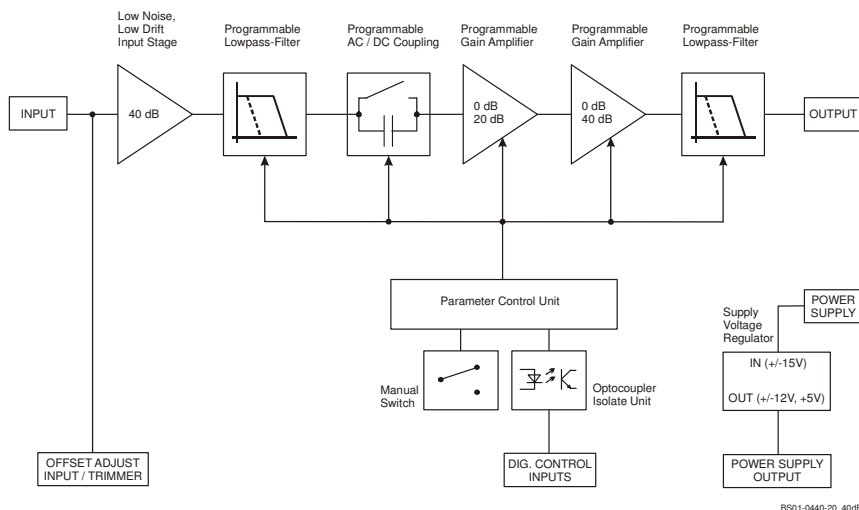 Low Noise,
Low Drift
Input Stage
Programmable
Lowpass-Filter
Programmable
AC / DC Coupling
Programmable
Gain Amplifier
Programmable
Gain Amplifier
Programmable
Lowpass-Filter
INPUT
40 dB
0 dB
20 dB
0 dB
40 dB
OUTPUT
Parameter Control Unit
Manual
Switch
Optocoupler
Isolate Unit
Supply
Voltage
Regulator
POWER
SUPPLY
IN (+/-15V)
OUT (+/-12V, +5V)
OFFSET ADJUST
INPUT / TRIMMER
DIG. CONTROL
INPUTS
POWER SUPPLY
OUTPUT
BS01-0440-20_40dB